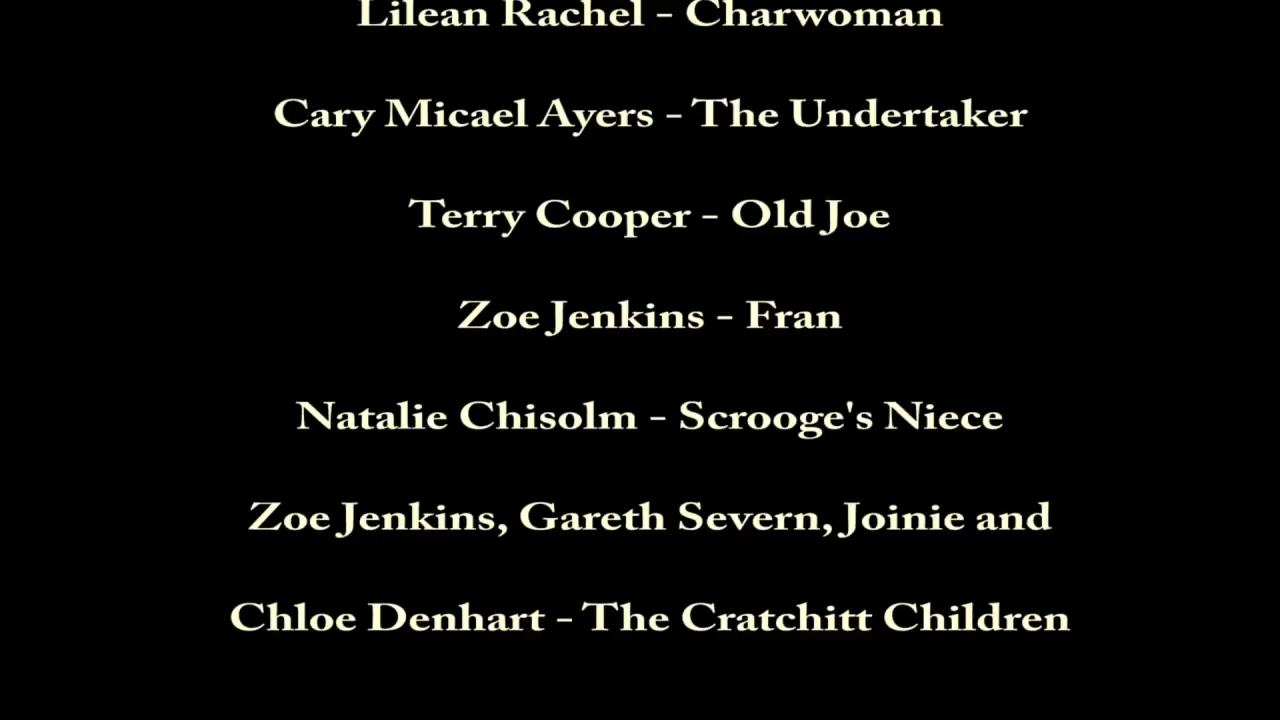 Lilean Rachel - Charwoman
Cary Micael Ayers - The Undertaker
Terry Cooper - Old Joe
Zoe Jenkins - Fran
Natalie Chisolm - Scrooge's Niece
Zoe Jenkins, Gareth Severn, Joinie and
Chloe Denhart - The Cratchitt Children